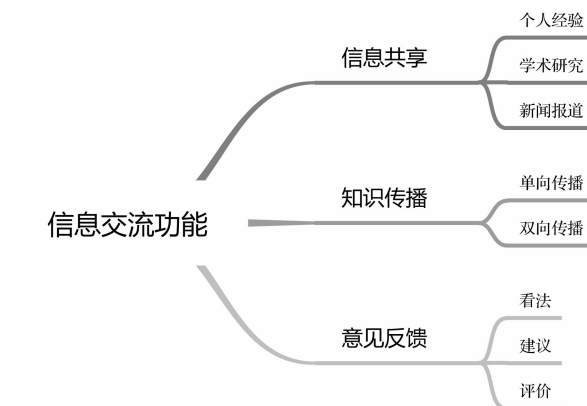 信息交流功能
信息共享
个人经验
学术研究
新闻报道
知识传播
单向传播
双向传播
意见反馈
看法
建议
评价